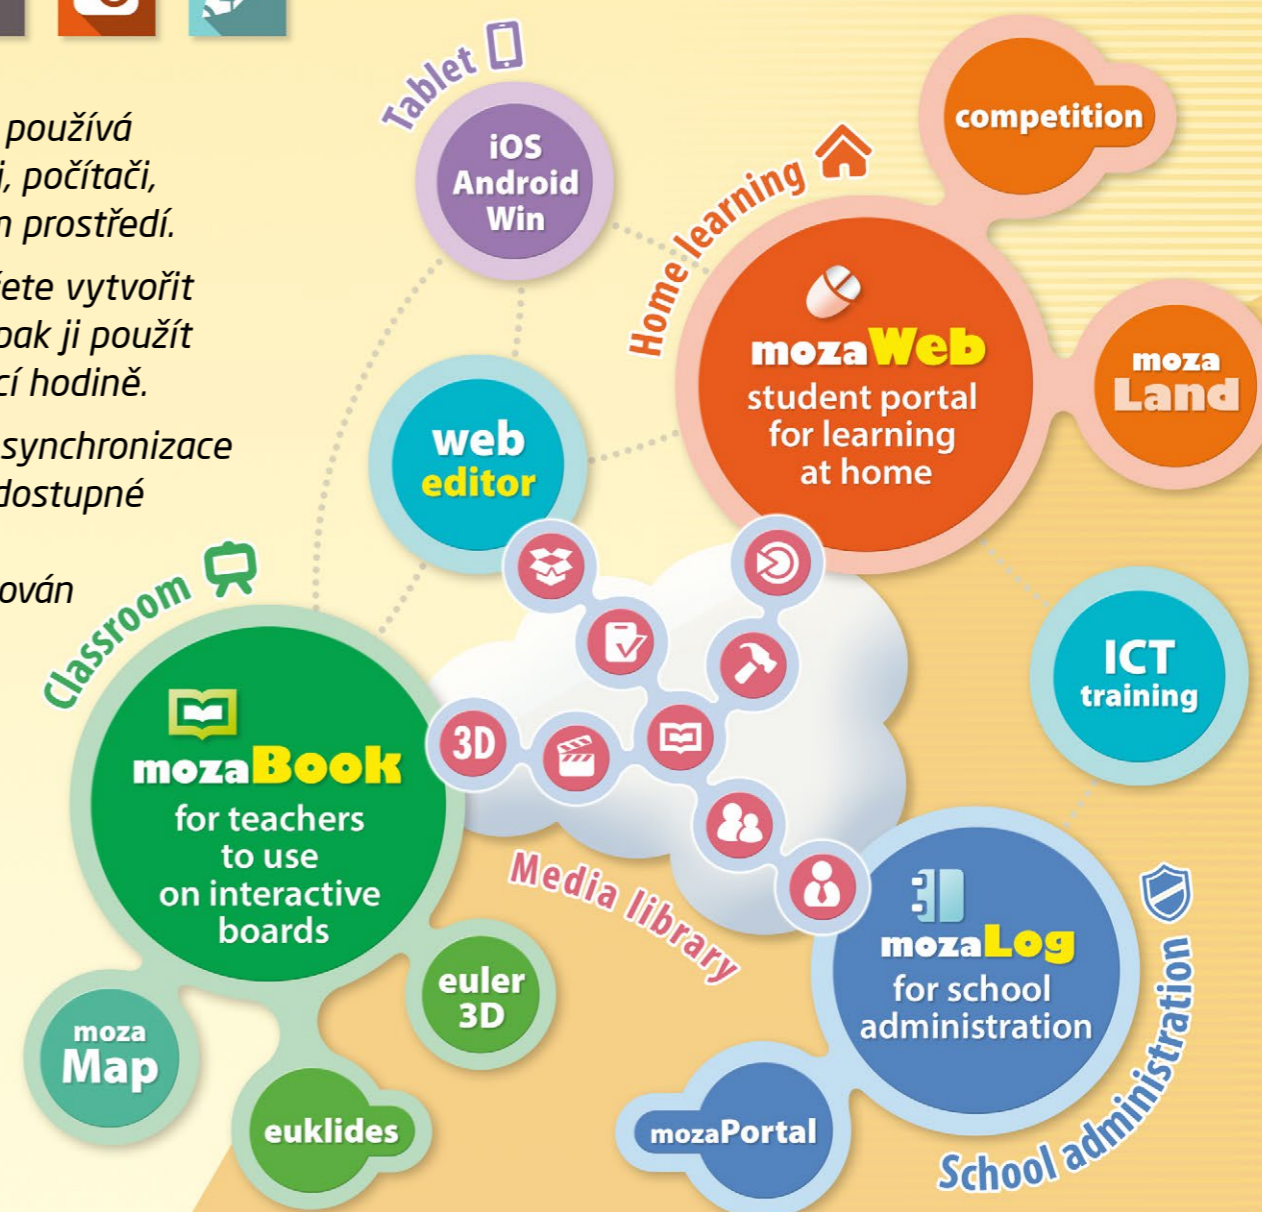 používá
i, počítači,
prostředí.
ete vytvořit
pak ji použít
cí hodině.
synchronizace
dostupné
ován
Tablet
iOS
Android
Win
competition
Home learning
mozaWeb
student portal
for learning
at home
moza
Land
web
editor
Classroom
mozaBook
for teachers
to use
on interactive
boards
3D
Media library
ICT
training
mozaLog
for school
administration
School administration
euler
3D
moza
Map
euklides
mozaPortal